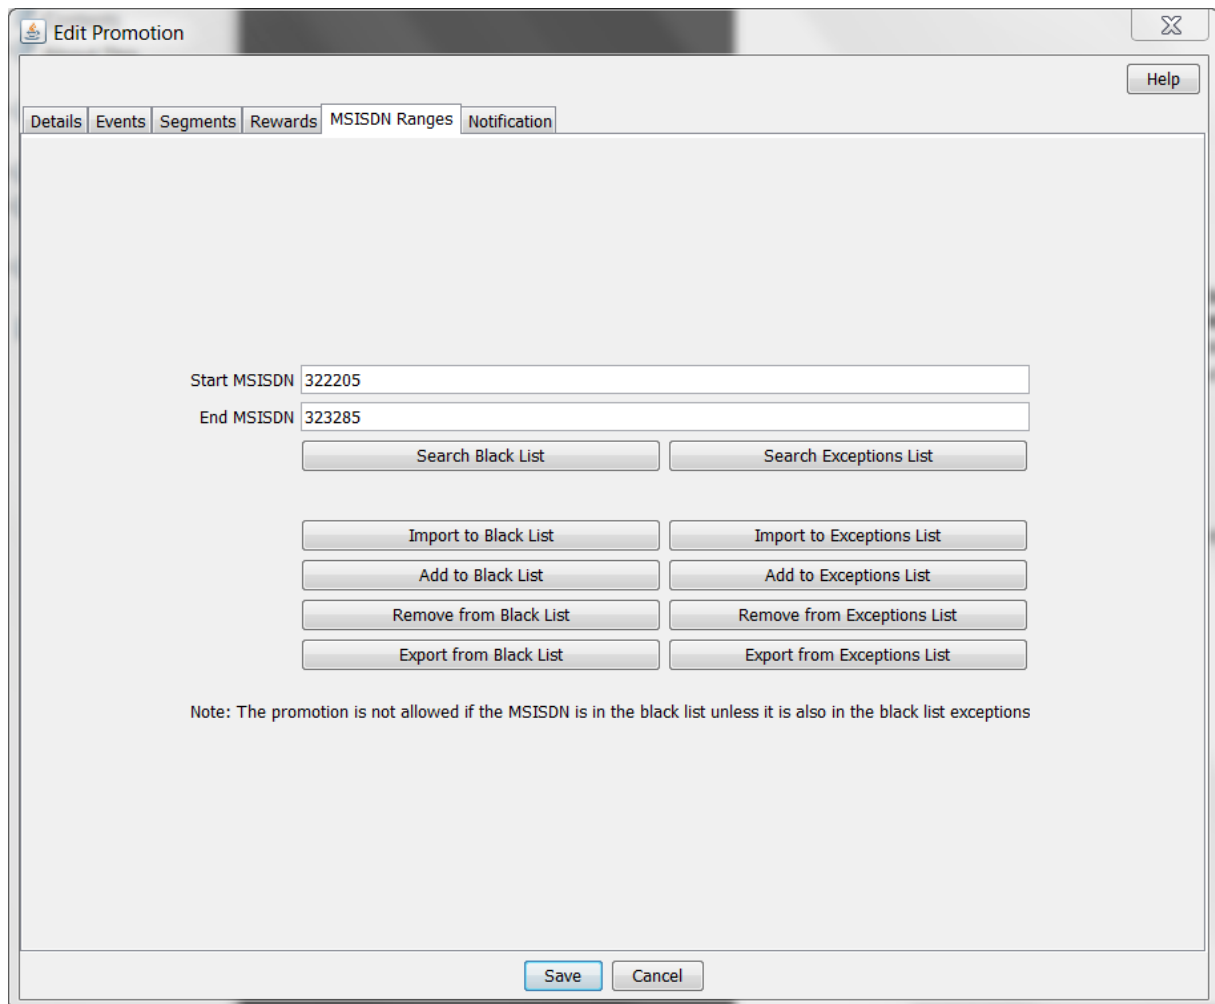 Edit Promotion
Help
Details Events Segments Rewards MSISDN Ranges Notification
Start MSISDN 322205
End MSISDN 323285
Search Black List Search Exceptions List
Import to Black List Import to Exceptions List
Add to Black List Add to Exceptions List
Remove from Black List Remove from Exceptions List
Export from Black List Export from Exceptions List
Note: The promotion is not allowed if the MSISDN is in the black list unless it is also in the black list exceptions
Save Cancel